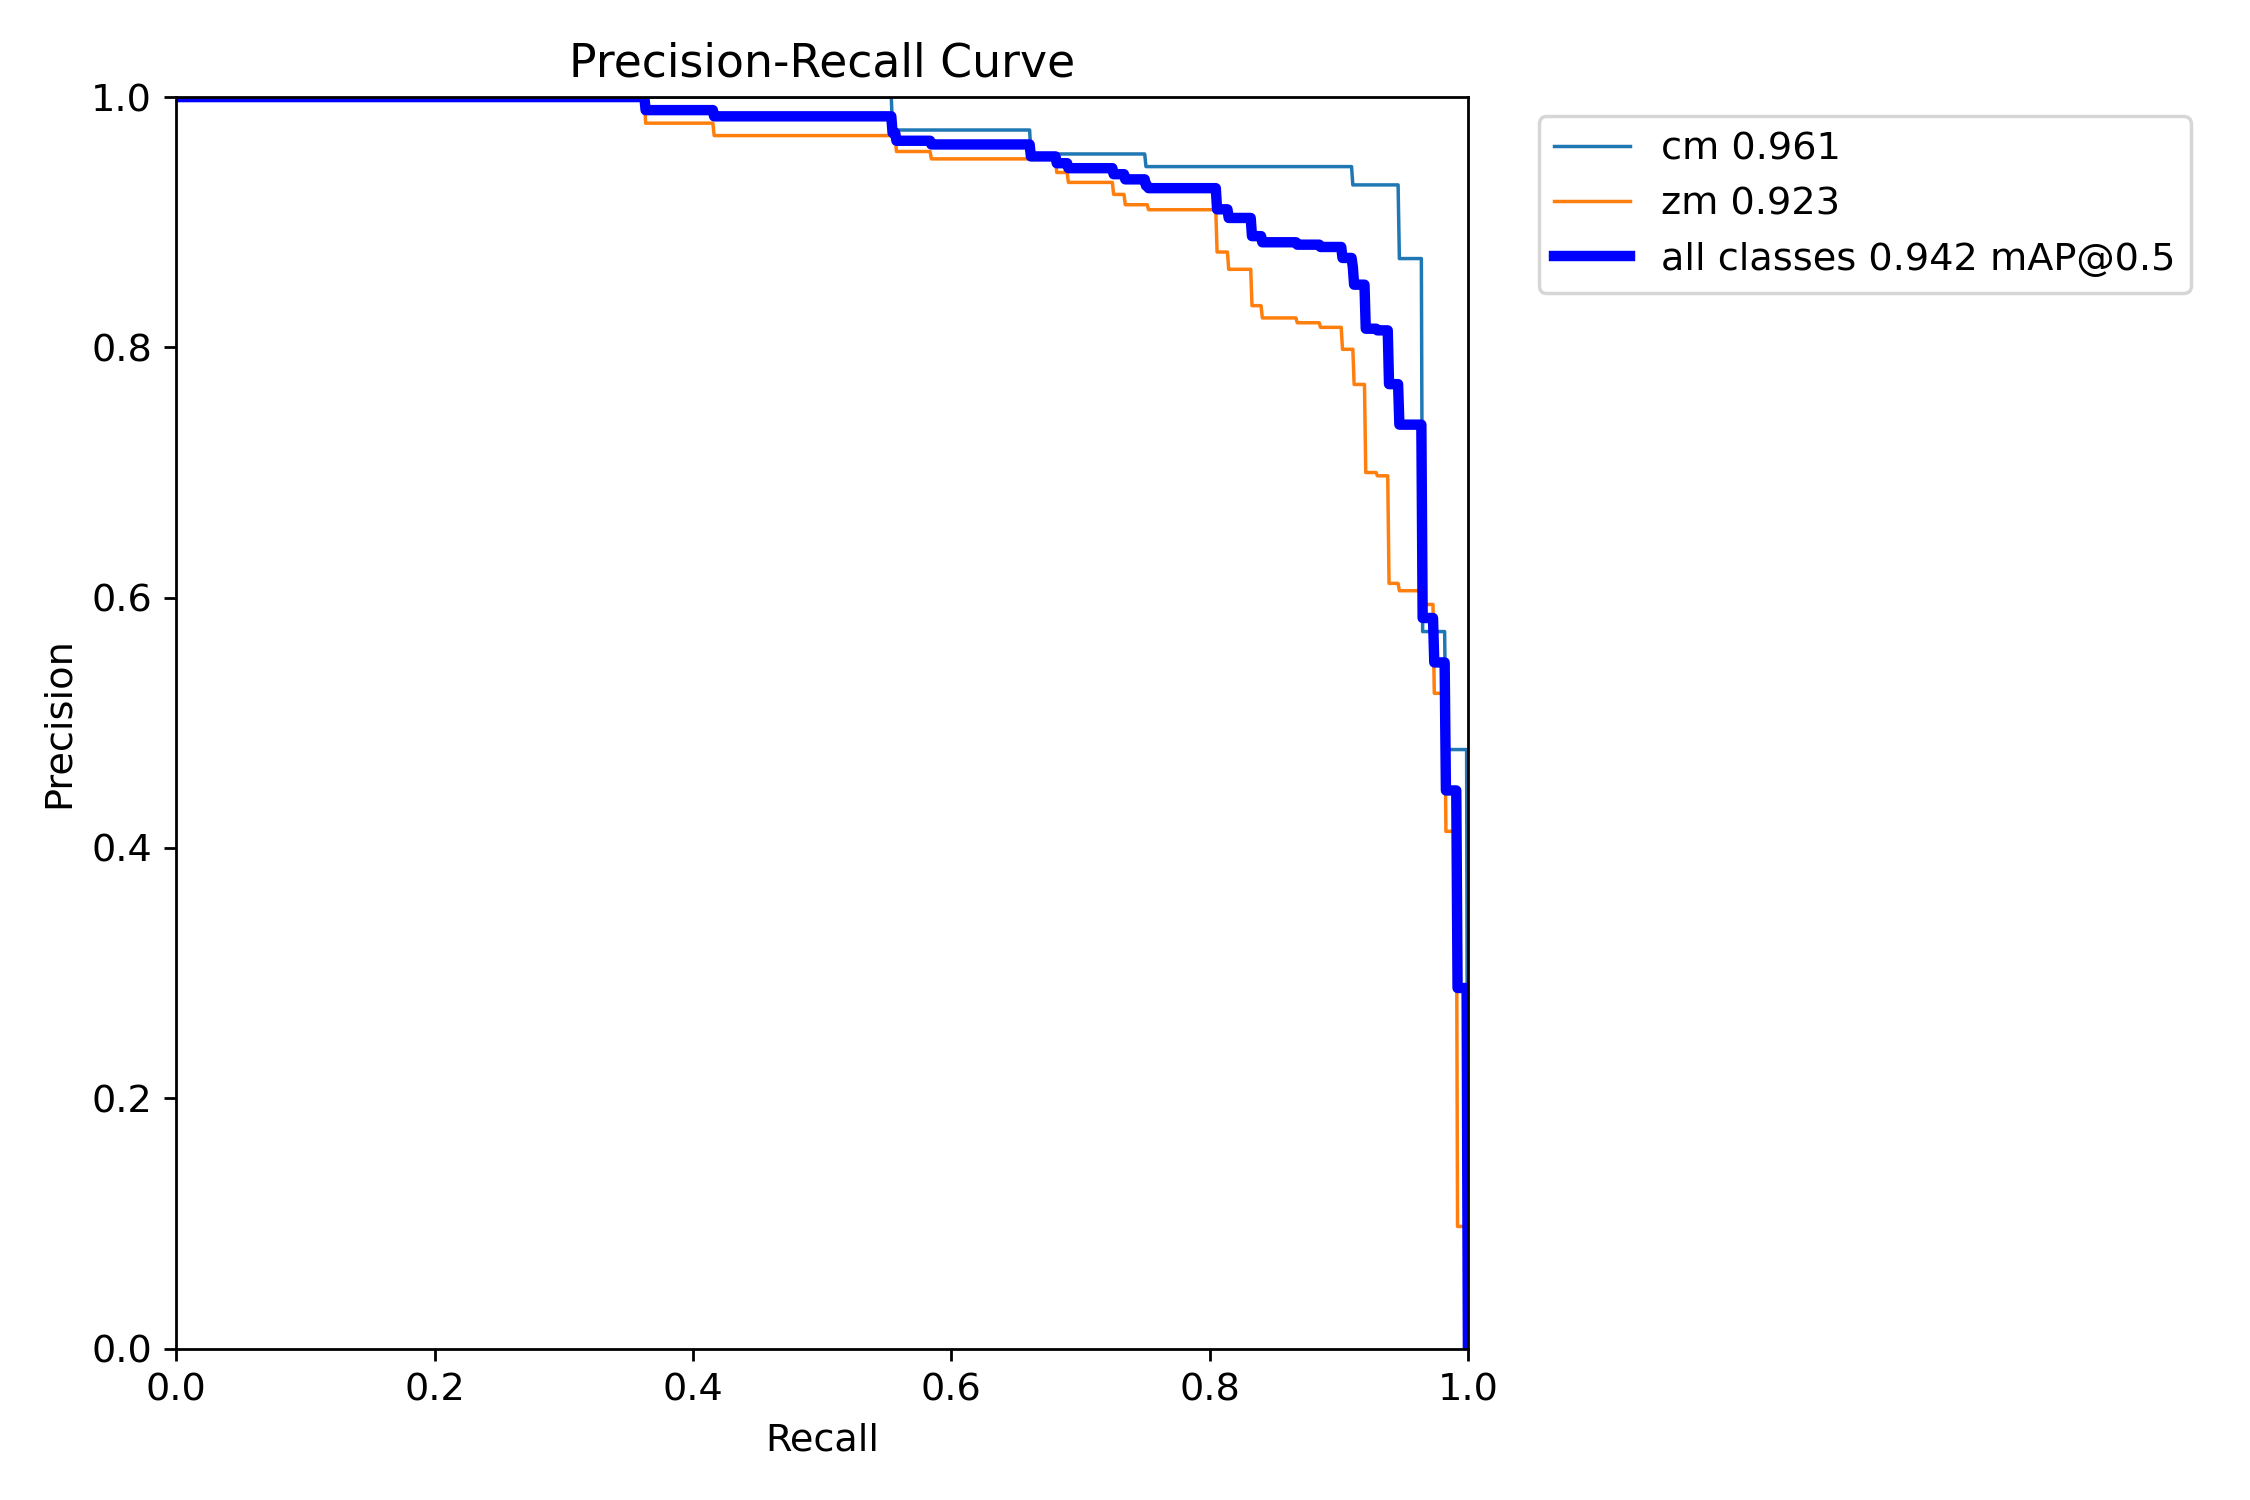 Precision-Recall Curve
1.0
0.8
0.6
0.4
0.2
0.0
Precision
0.0 0.2 0.4 0.6 0.8 1.0
Recall
cm 0.961
zm 0.923
all classes 0.942 mAP@0.5